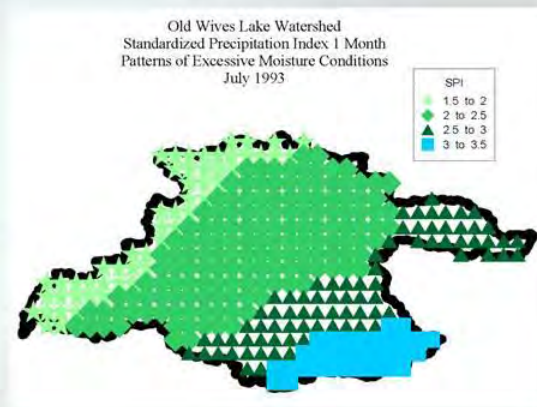 Old Wives Lake Watershed
Standardized Precipitation Index 1 Month
Patterns of Excessive Moisture Conditions
July 1993
SPI
1.5 to 2
2 to 2.5
2.5 to 3
3 to 3.5